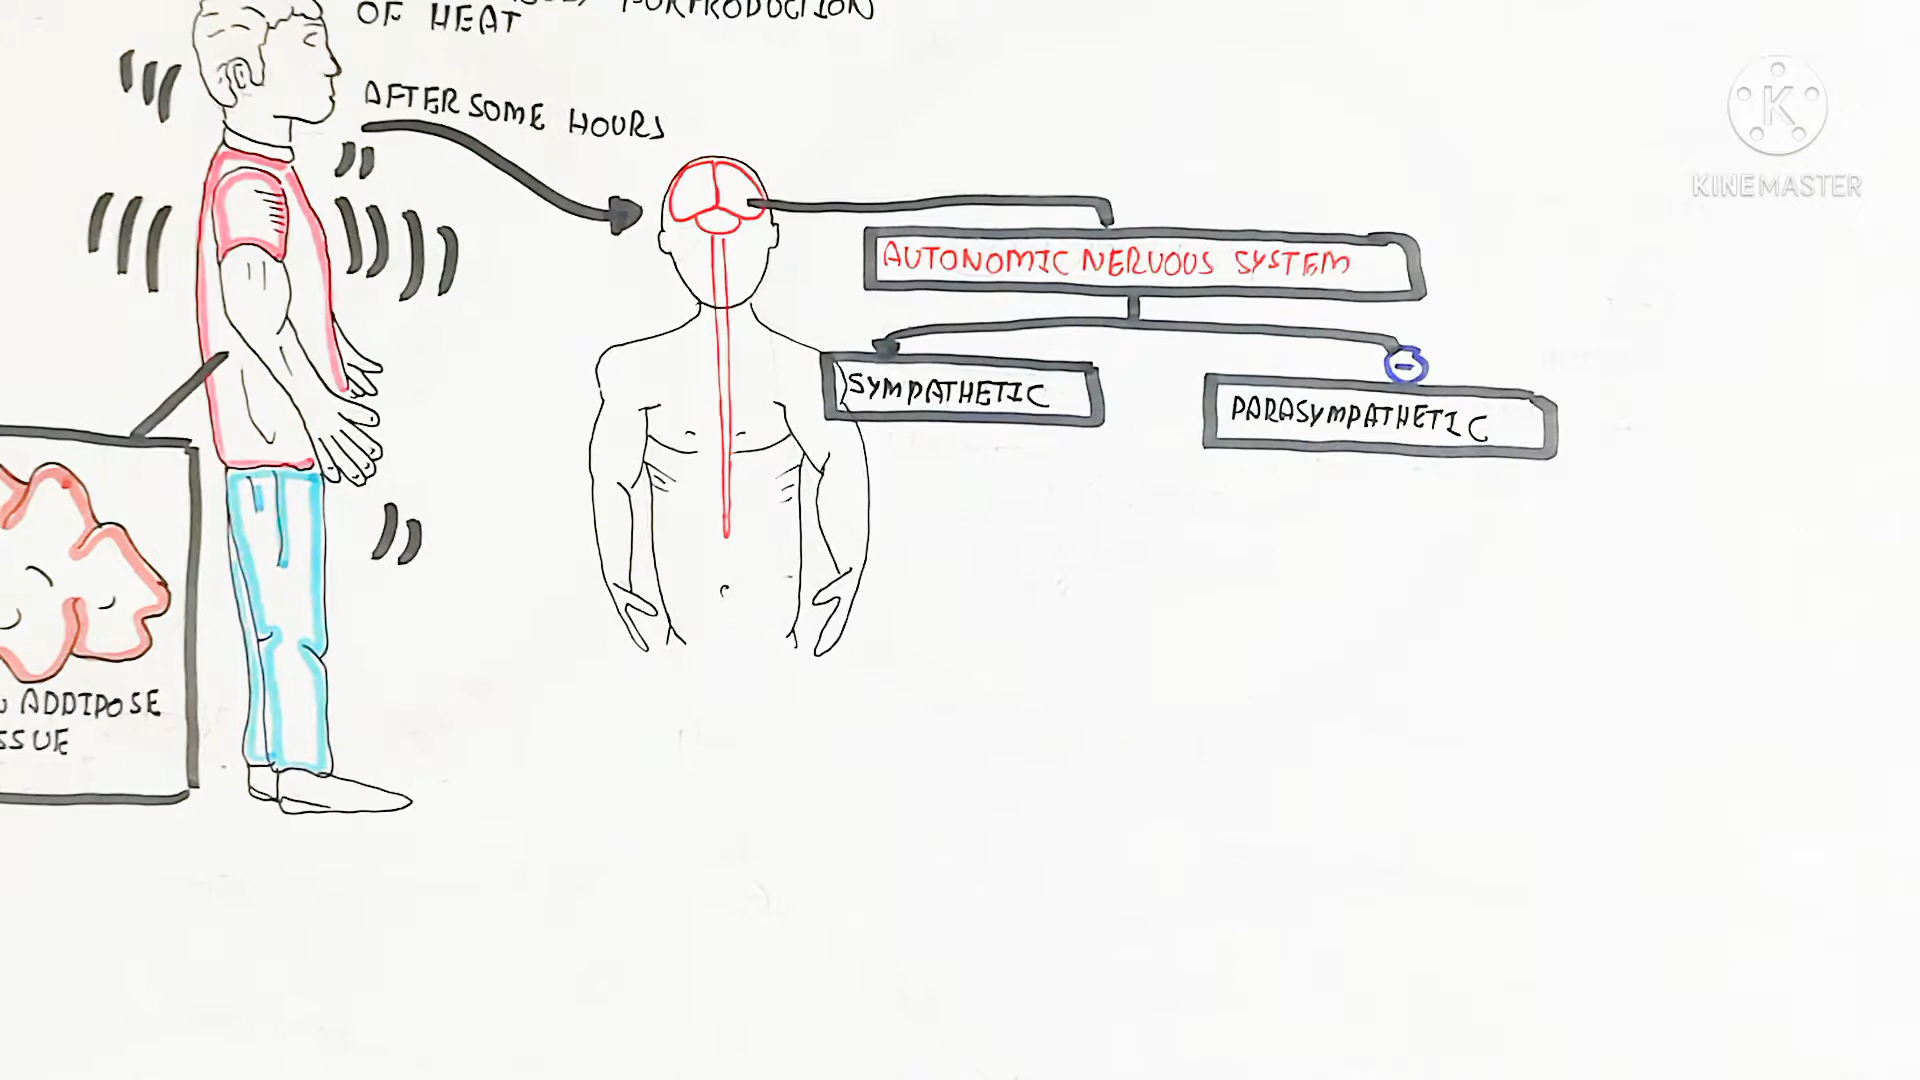 OF HEAT
AFTER SOME HOURS
AUTONOMIC NERVOUS SYSTEM
SYMPATHETIC
PARASYMPATHETIC
ADDIPOSE
KINEMASTER